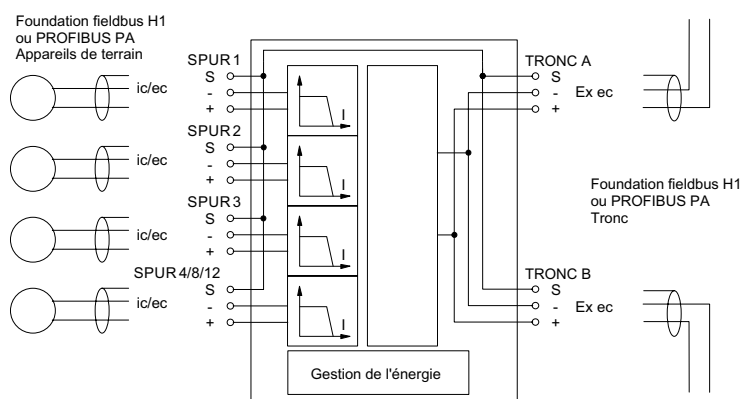 Foundation fieldbus H1
ou PROFIBUS PA
Appareils de terrain
SPUR 1
S
-
+
ic/ec
I
SPUR 2
S
-
+
ic/ec
I
SPUR 3
S
-
+
ic/ec
I
SPUR 4/8/12
S
-
+
ic/ec
I
Gestion de l'énergie
TRONC A
S
-
+
Ex ec
Foundation fieldbus H1
ou PROFIBUS PA
Tronc
TRONC B
S
-
+
Ex ec